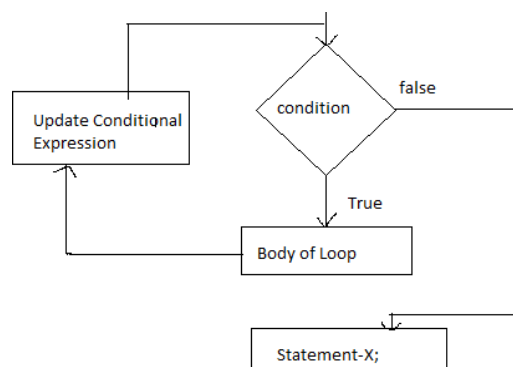 false
condition
Update Conditional
Expression
True
Body of Loop
Statement-X;